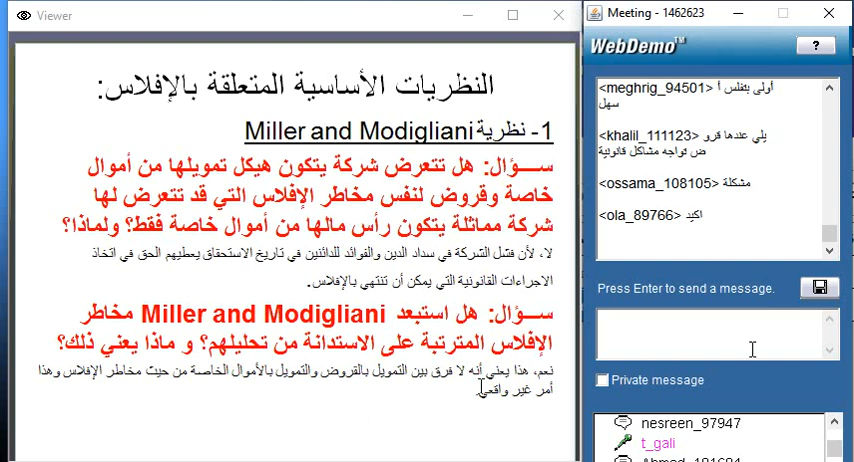 Viewer
النظريات الأساسية المتعلقة بالإفلاس:
1- نظرية Miller and Modigliani
ســـؤال: هل تتعرض شركة يتكون هيكل تمويلها من أموال
خاصة وقروض لنفس مخاطر الإفلاس التي قد تتعرض لها
شركة مماثلة يتكون رأس مالها من أموال خاصة فقط؟ ولماذا؟
لا، لأن فشل الشركة في سداد الدين والفوائد للدائنين في تاريخ الاستحقاق يعطيهم الحق في اتخاذ
الاجراءات القانونية التي يمكن أن تنتهي بالإفلاس.
ســـؤال: هل استبعد Miller and Modigliani مخاطر
الإفلاس المترتبة على الاستدانة من تحليلهم؟ و ماذا يعني ذلك؟
نعم، هذا يعني أنه لا فرق بين التمويل بالقروض والتمويل بالأموال الخاصة من حيث مخاطر الإفلاس وهذا
أمر غير واقعي.
Meeting - 1462623
WebDemo™
?
<meghrig_94501> أولى بتفلس أ
سهل
<khalil_111123> يلي عندها قرو
ض تواجه مشاكل قانونية
<ossama_108105> مشكلة
<ola_89766> اكيد
Press Enter to send a message.
Private message
nesreen_97947
t_gali